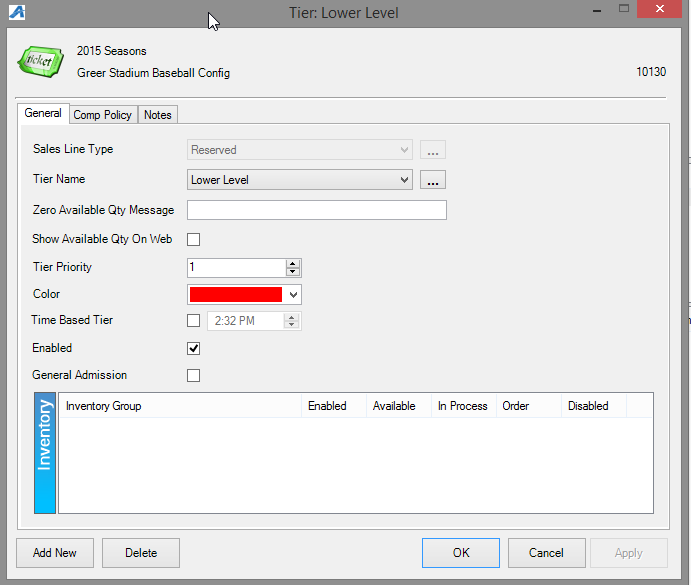 Tier: Lower Level
ticket
2015 Seasons
Greer Stadium Baseball Config
10130
General Comp Policy Notes
Sales Line Type Reserved ...
Tier Name Lower Level ...
Zero Available Qty Message
Show Available Qty On Web
Tier Priority 1
Color
Time Based Tier 2:32 PM
Enabled
General Admission
Inventory
Inventory Group Enabled Available In Process Order Disabled
Add New Delete OK Cancel Apply